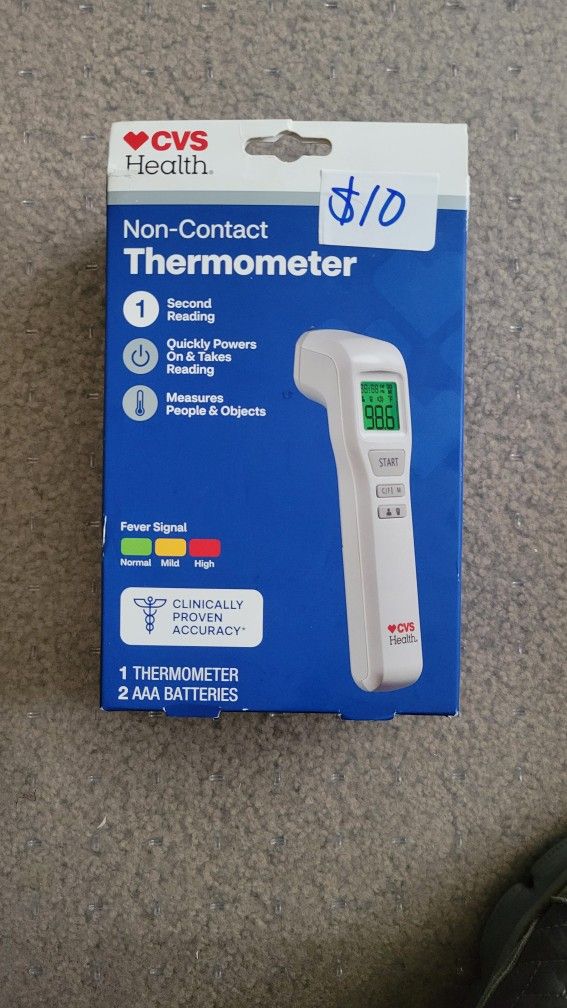 CVS
Health.
$10
Non-Contact
Thermometer
1 Second
Reading
Quickly Powers
On & Takes
Reading
Measures
People & Objects
98.6
START
C/F M
Fever Signal
Normal Mild High
CLINICALLY
PROVEN
ACCURACY*
CVS
Health.
1 THERMOMETER
2 AAA BATTERIES